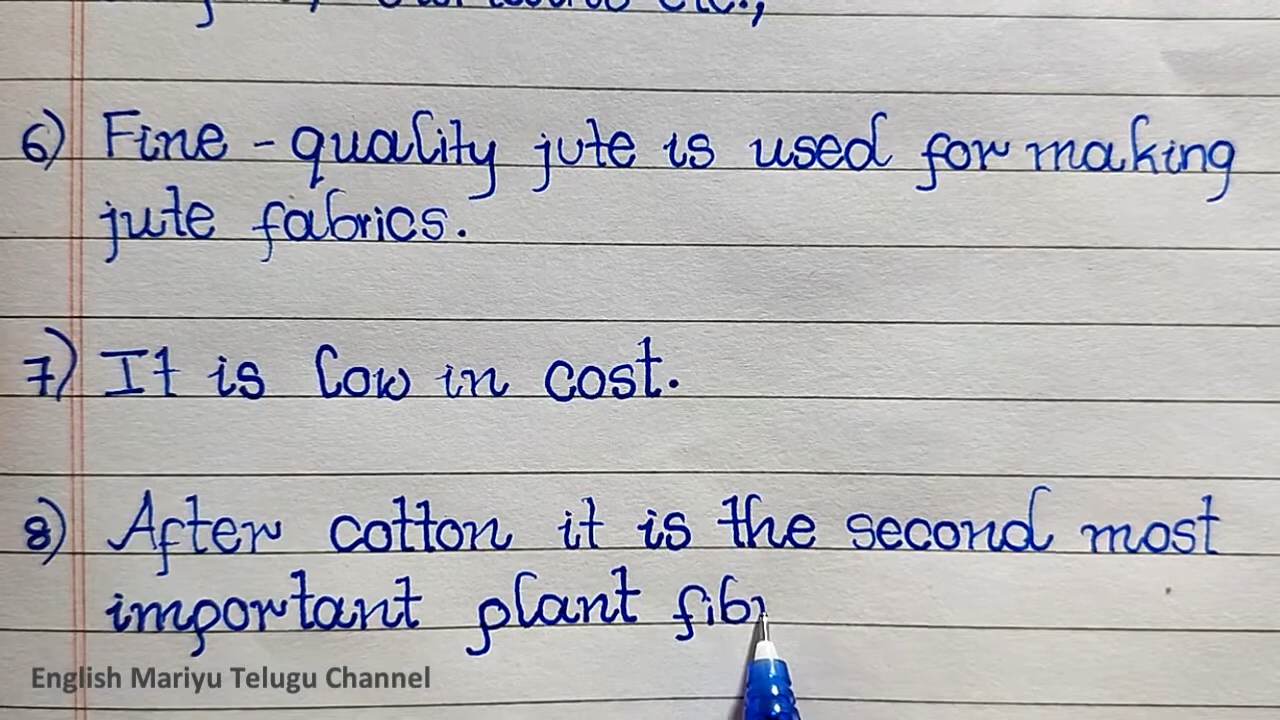 etc.,
6) Fine-quality jute is used for making
jute fabrics.
7) It is low in cost.
8) After cotton it is the second most
important plant fib
English Mariyu Telugu Channel